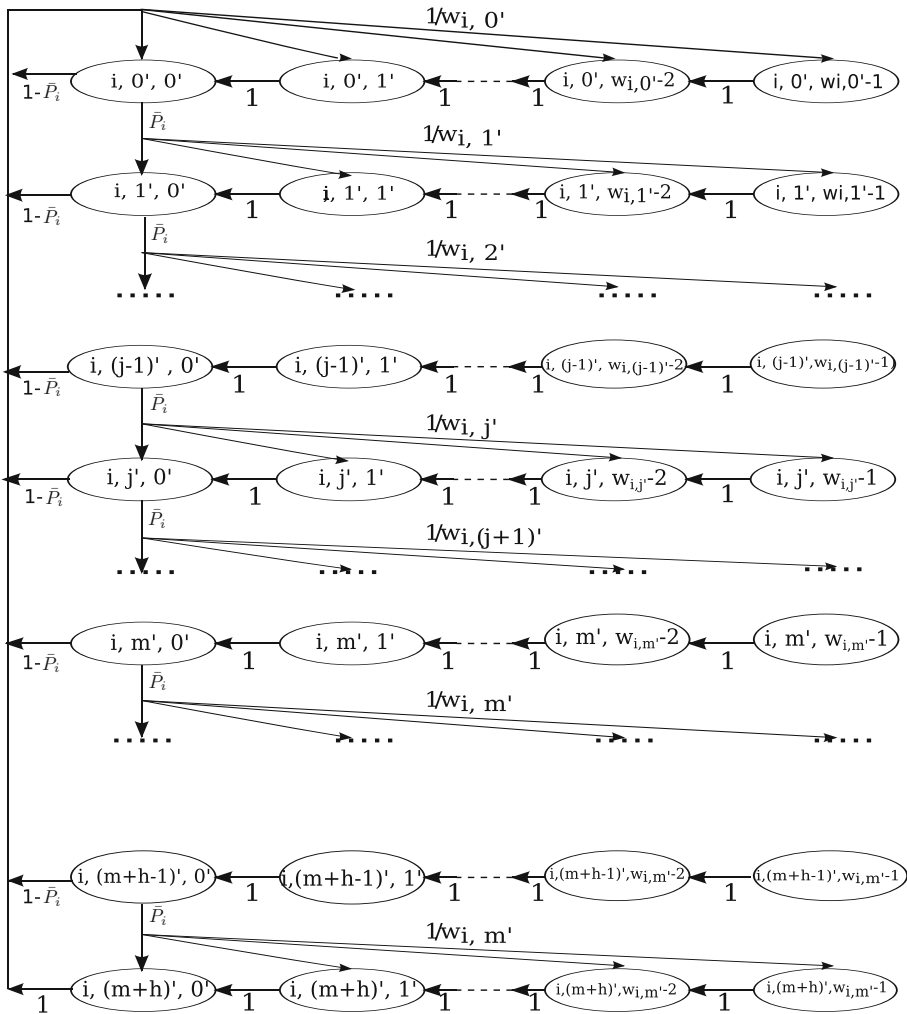 1/wi, 0'
i, 0', 0' i, 0', 1' i, 0', wi,0'-2 i, 0', wi,0'-1
1-P̄i 1 1 1 1
P̄i
1/wi, 1'
i, 1', 0' i, 1', 1' i, 1', wi,1'-2 i, 1', wi,1'-1
1-P̄i 1 1 1 1
P̄i
1/wi, 2'
..... ..... ..... .....
i, (j-1)' , 0' i, (j-1)', 1' i, (j-1)', wi,(j-1)'-2 i, (j-1)',wi,(j-1)'-1
1-P̄i 1 1 1 1
P̄i
1/wi, j'
i, j', 0' i, j', 1' i, j', wi,j'-2 i, j', wi,j'-1
1-P̄i 1 1 1 1
P̄i
1/wi,(j+1)'
..... ..... ..... .....
i, m', 0' i, m', 1' i, m', wi,m'-2 i, m', wi,m'-1
1-P̄i 1 1 1 1
P̄i
1/wi, m'
..... ..... ..... .....
i, (m+h-1)', 0' i,(m+h-1)', 1' i,(m+h-1)',wi,m'-2 i,(m+h-1)',wi,m'-1
1-P̄i 1 1 1 1
P̄i
1/wi, m'
i, (m+h)', 0' i, (m+h)', 1' i,(m+h)',wi,m'-2 i,(m+h)',wi,m'-1
1 1 1 1 1